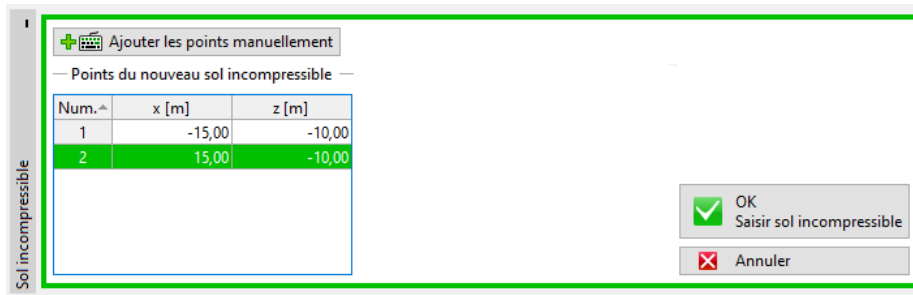 Ajouter les points manuellement
Points du nouveau sol incompressible
Num. x [m] z [m]
1 -15,00 -10,00
2 15,00 -10,00
OK
Saisir sol incompressible
Annuler
Sol incompressible